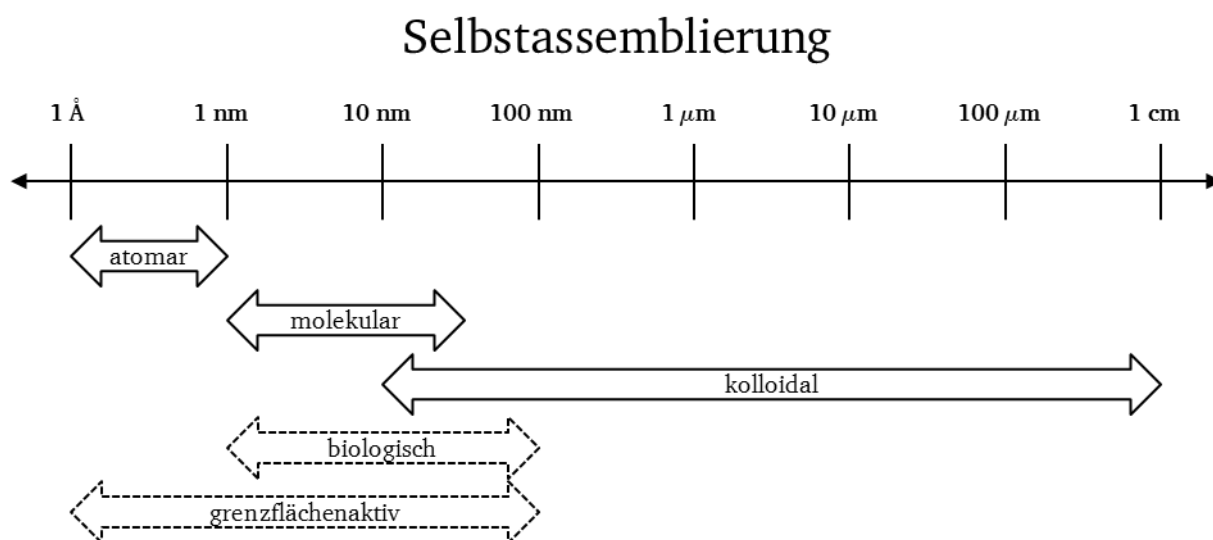 Selbstassemblierung
1 Å 1 nm 10 nm 100 nm 1 μm 10 μm 100 μm 1 cm
atomar
molekular
kolloidal
biologisch
grenzflächenaktiv